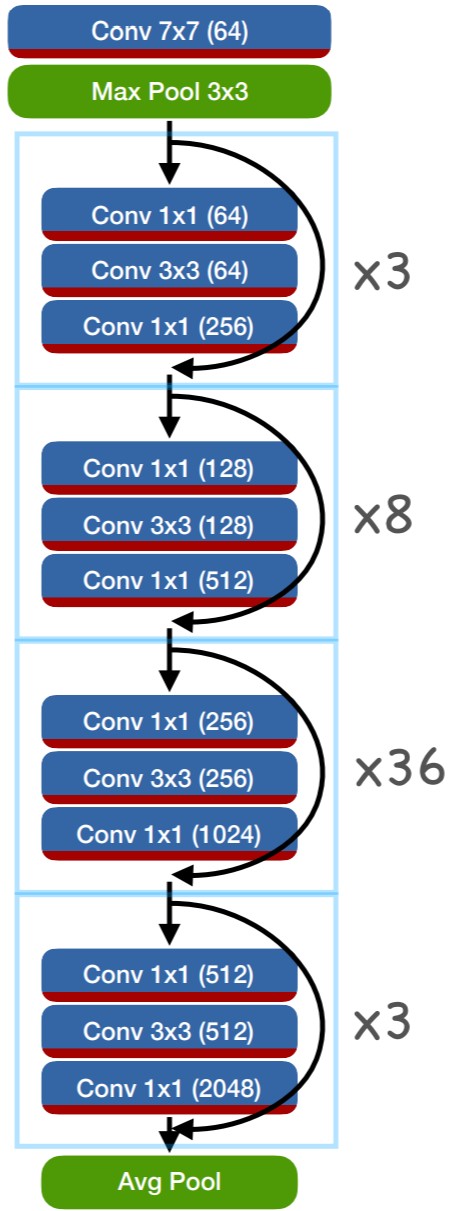 Conv 7x7 (64)
Max Pool 3x3
Conv 1x1 (64)
Conv 3x3 (64)
Conv 1x1 (256)
x3
Conv 1x1 (128)
Conv 3x3 (128)
Conv 1x1 (512)
x8
Conv 1x1 (256)
Conv 3x3 (256)
Conv 1x1 (1024)
x36
Conv 1x1 (512)
Conv 3x3 (512)
Conv 1x1 (2048)
x3
Avg Pool